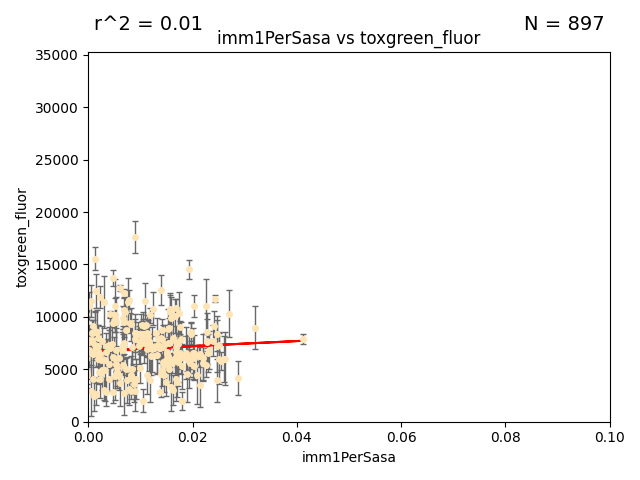 r^2 = 0.01
N = 897
imm1PerSasa vs toxgreen_fluor
35000
30000
25000
20000
15000
10000
5000
0
toxgreen_fluor
0.00
0.02
0.04
0.06
0.08
0.10
imm1PerSasa